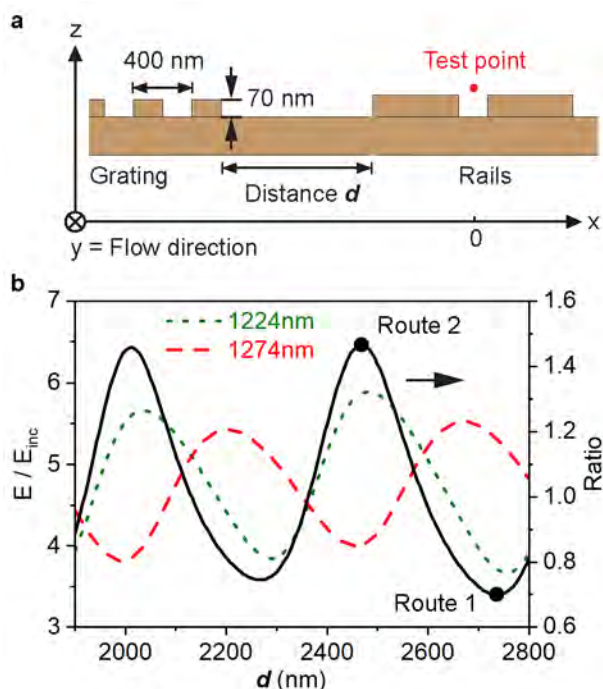 a
z
400 nm
70 nm
Test point
Grating
Distance d
Rails
0
x
y = Flow direction
b
7
6
5
4
3
E / Einc
1224nm
1274nm
Route 2
Route 1
1.6
1.4
1.2
1.0
0.8
0.6
Ratio
2000 2200 2400 2600 2800
d (nm)